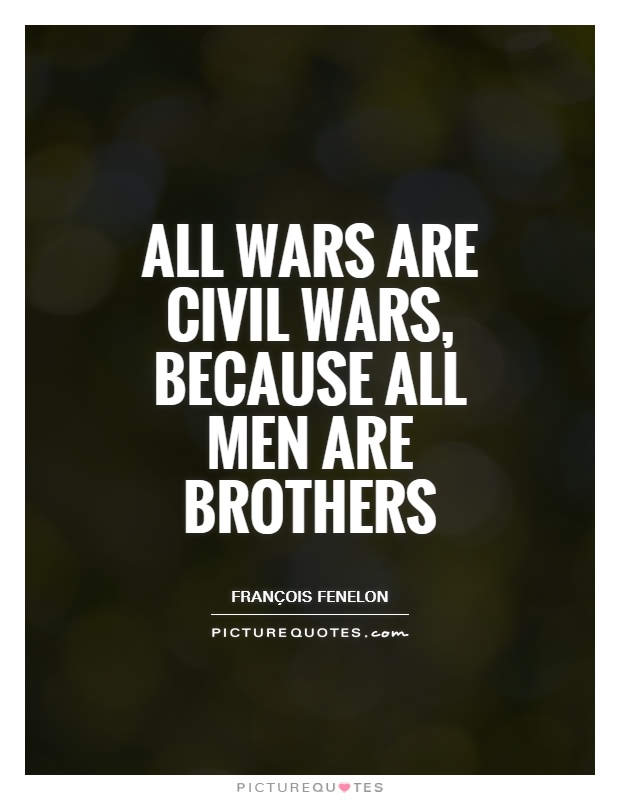 ALL WARS ARE
CIVIL WARS,
BECAUSE ALL
MEN ARE
BROTHERS
FRANÇOIS FENELON
PICTUREQUOTES.com
PICTUREQUOTES